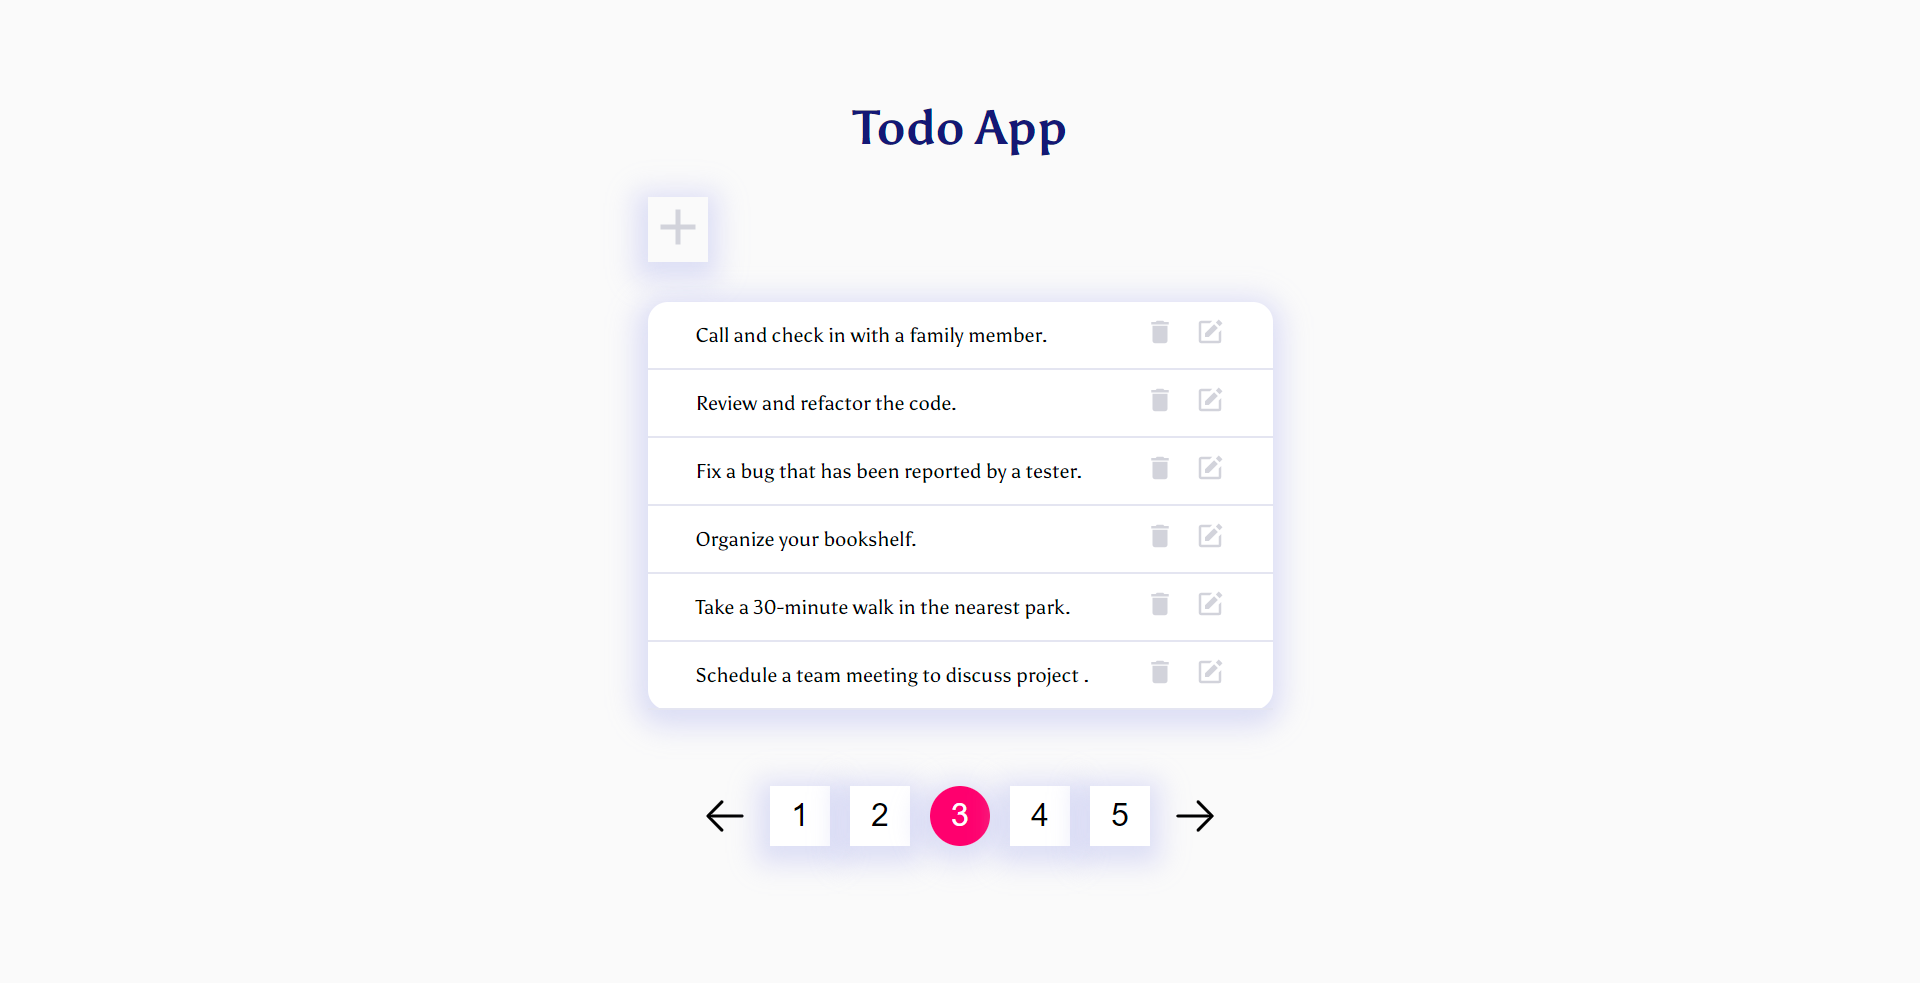 Todo App
Call and check in with a family member.
Review and refactor the code.
Fix a bug that has been reported by a tester.
Organize your bookshelf.
Take a 30-minute walk in the nearest park.
Schedule a team meeting to discuss project .
1 2 3 4 5